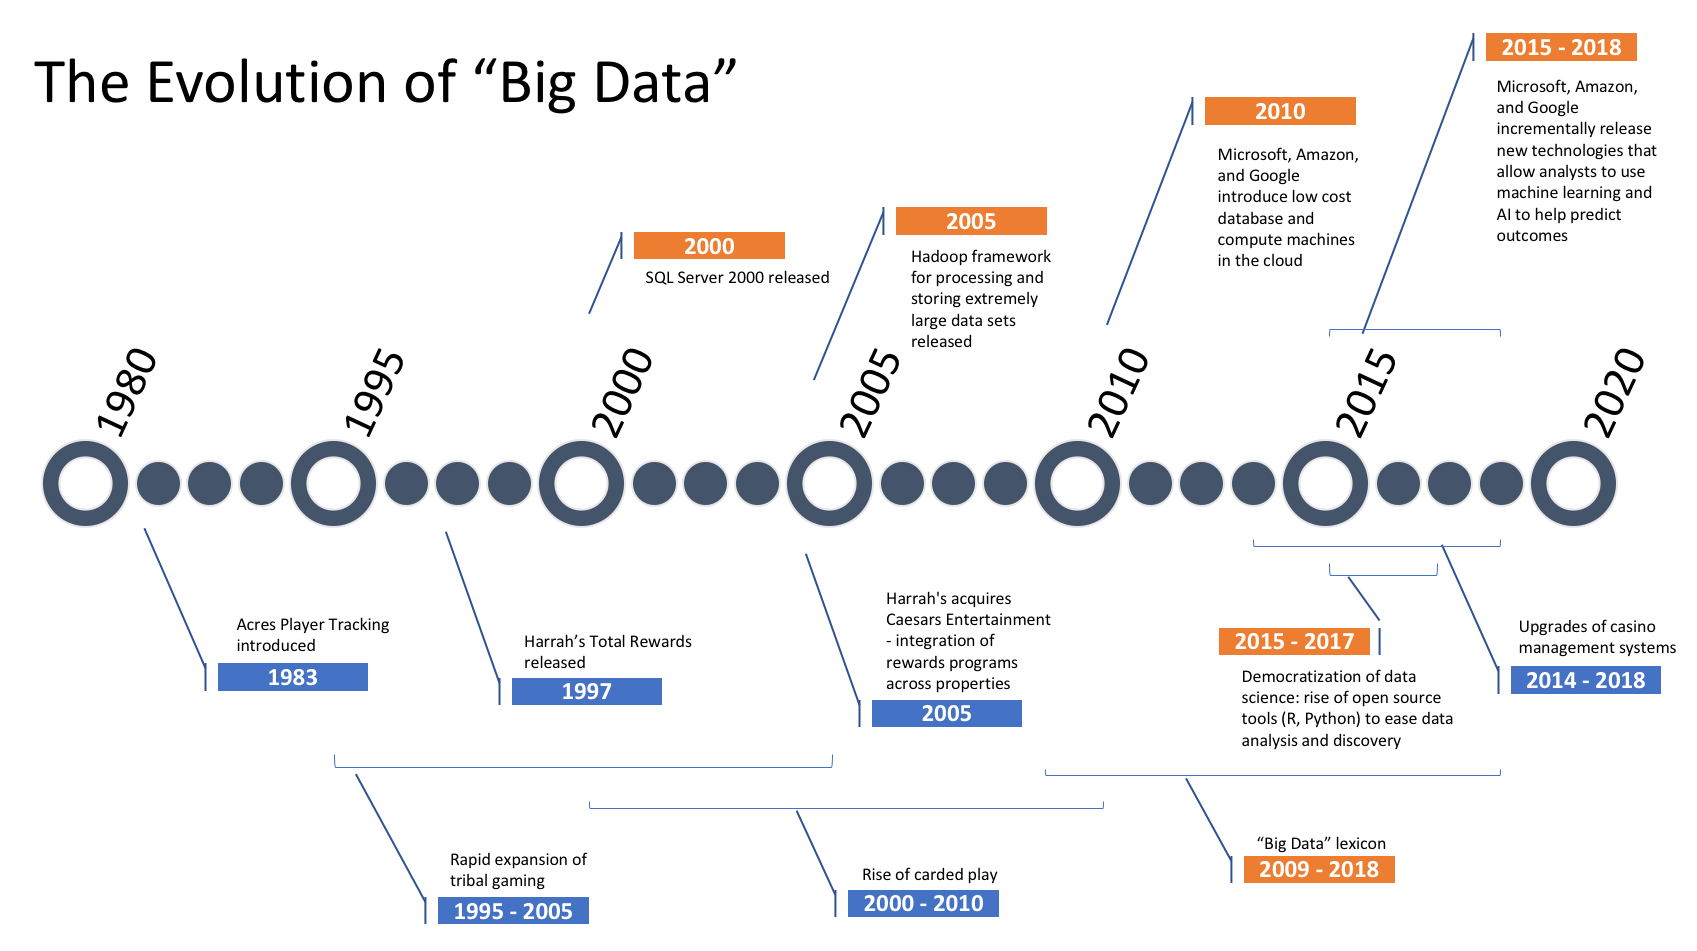 The Evolution of “Big Data”
2015 - 2018
Microsoft, Amazon,
and Google
incrementally release
new technologies that
allow analysts to use
machine learning and
AI to help predict
outcomes
2010
Microsoft, Amazon,
and Google
introduce low cost
database and
compute machines
in the cloud
2005
Hadoop framework
for processing and
storing extremely
large data sets
released
2000
SQL Server 2000 released
1980
1995
2000
2005
2010
2015
2020
Acres Player Tracking
introduced
1983
Harrah’s Total Rewards
released
1997
Harrah's acquires
Caesars Entertainment
- integration of
rewards programs
across properties
2005
2015 - 2017
Democratization of data
science: rise of open source
tools (R, Python) to ease data
analysis and discovery
Upgrades of casino
management systems
2014 - 2018
Rapid expansion of
tribal gaming
1995 - 2005
Rise of carded play
2000 - 2010
“Big Data” lexicon
2009 - 2018